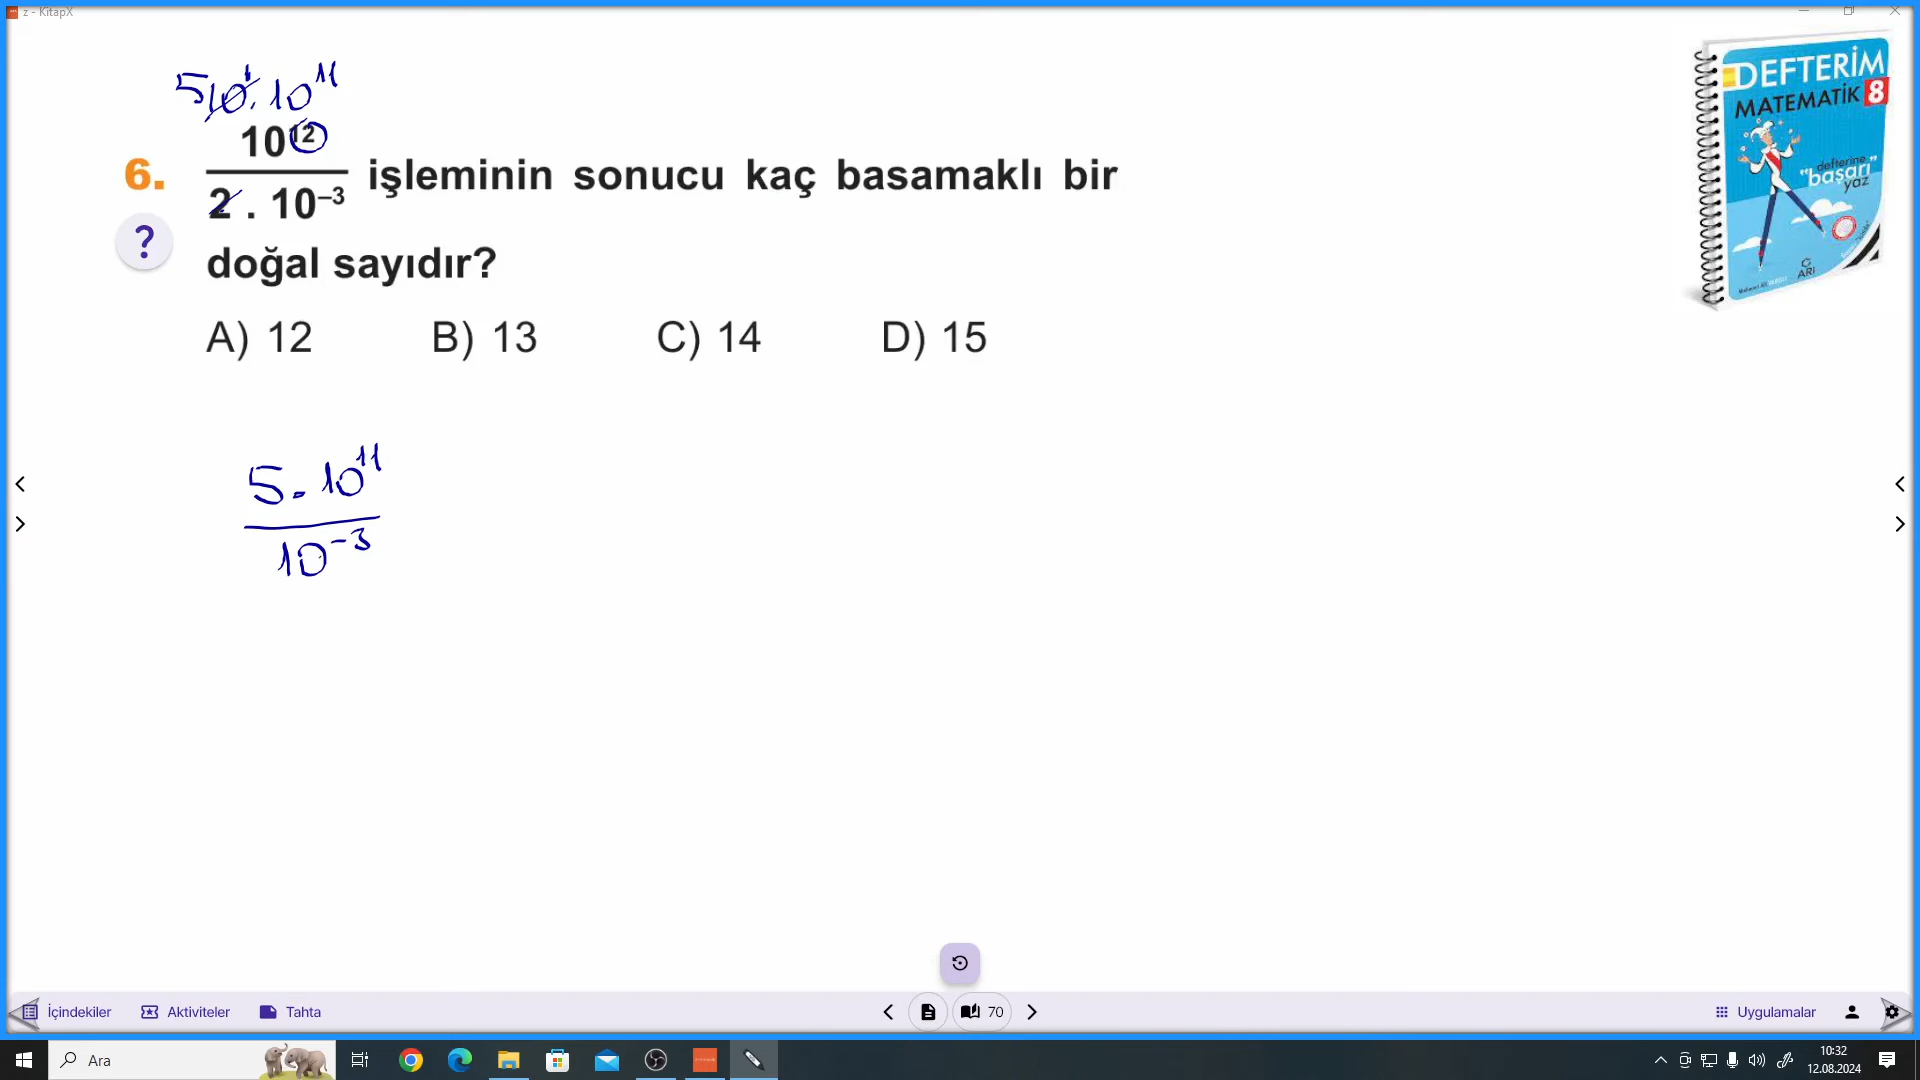 z - KitapX
5 10¹ . 10¹¹
10¹²
6. 2 . 10⁻³ işleminin sonucu kaç basamaklı bir
? doğal sayıdır?
A) 12 B) 13 C) 14 D) 15
5 . 10¹¹
10⁻³
DEFTERİM
MATEMATİK 8
defterine
"başarı"
yaz
ARI
İçindekiler Aktiviteler Tahta 70 Uygulamalar
Ara
10:32
12.08.2024